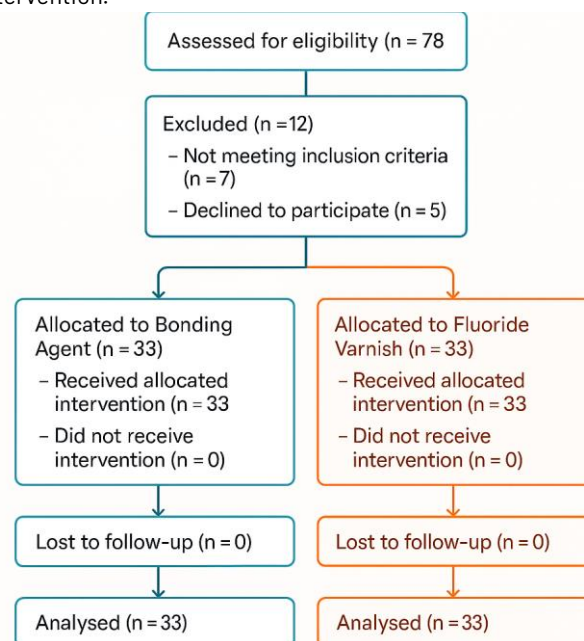 tervention.
Assessed for eligibility (n = 78
Excluded (n =12)
– Not meeting inclusion criteria
(n = 7)
– Declined to participate (n = 5)
Allocated to Bonding
Agent (n = 33)
– Received allocated
intervention (n = 33
– Did not receive
intervention (n = 0)
Allocated to Fluoride
Varnish (n = 33)
– Received allocated
intervention (n = 33
– Did not receive
intervention (n = 0)
Lost to follow-up (n = 0)
Lost to follow-up (n = 0)
Analysed (n = 33)
Analysed (n = 33)